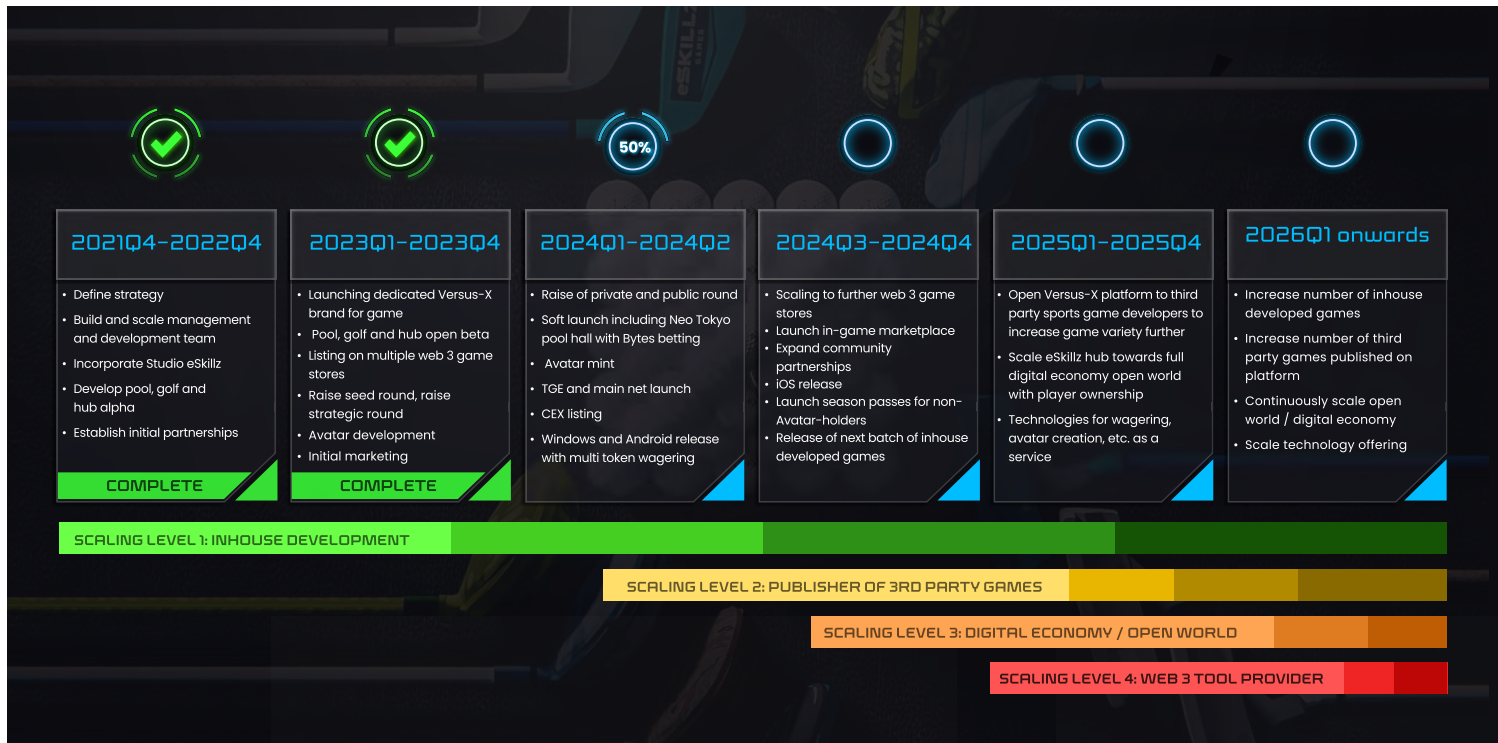 eSKILLZ
GAMES
50%
2021Q4-2022Q4
• Define strategy
• Build and scale management
and development team
• Incorporate Studio eSkillz
• Develop pool, golf and
hub alpha
• Establish initial partnerships
COMPLETE
2023Q1-2023Q4
• Launching dedicated Versus-X
brand for game
• Pool, golf and hub open beta
• Listing on multiple web 3 game
stores
• Raise seed round, raise
strategic round
• Avatar development
• Initial marketing
COMPLETE
2024Q1-2024Q2
• Raise of private and public round
• Soft launch including Neo Tokyo
pool hall with Bytes betting
• Avatar mint
• TGE and main net launch
• CEX listing
• Windows and Android release
with multi token wagering
2024Q3-2024Q4
• Scaling to further web 3 game
stores
• Launch in-game marketplace
• Expand community
partnerships
• iOS release
• Launch season passes for non-
Avatar-holders
• Release of next batch of inhouse
developed games
2025Q1-2025Q4
• Open Versus-X platform to third
party sports game developers to
increase game variety further
• Scale eSkillz hub towards full
digital economy open world
with player ownership
• Technologies for wagering,
avatar creation, etc. as a
service
2026Q1 onwards
• Increase number of inhouse
developed games
• Increase number of third
party games published on
platform
• Continuously scale open
world / digital economy
• Scale technology offering
SCALING LEVEL 1: INHOUSE DEVELOPMENT
SCALING LEVEL 2: PUBLISHER OF 3RD PARTY GAMES
SCALING LEVEL 3: DIGITAL ECONOMY / OPEN WORLD
SCALING LEVEL 4: WEB 3 TOOL PROVIDER